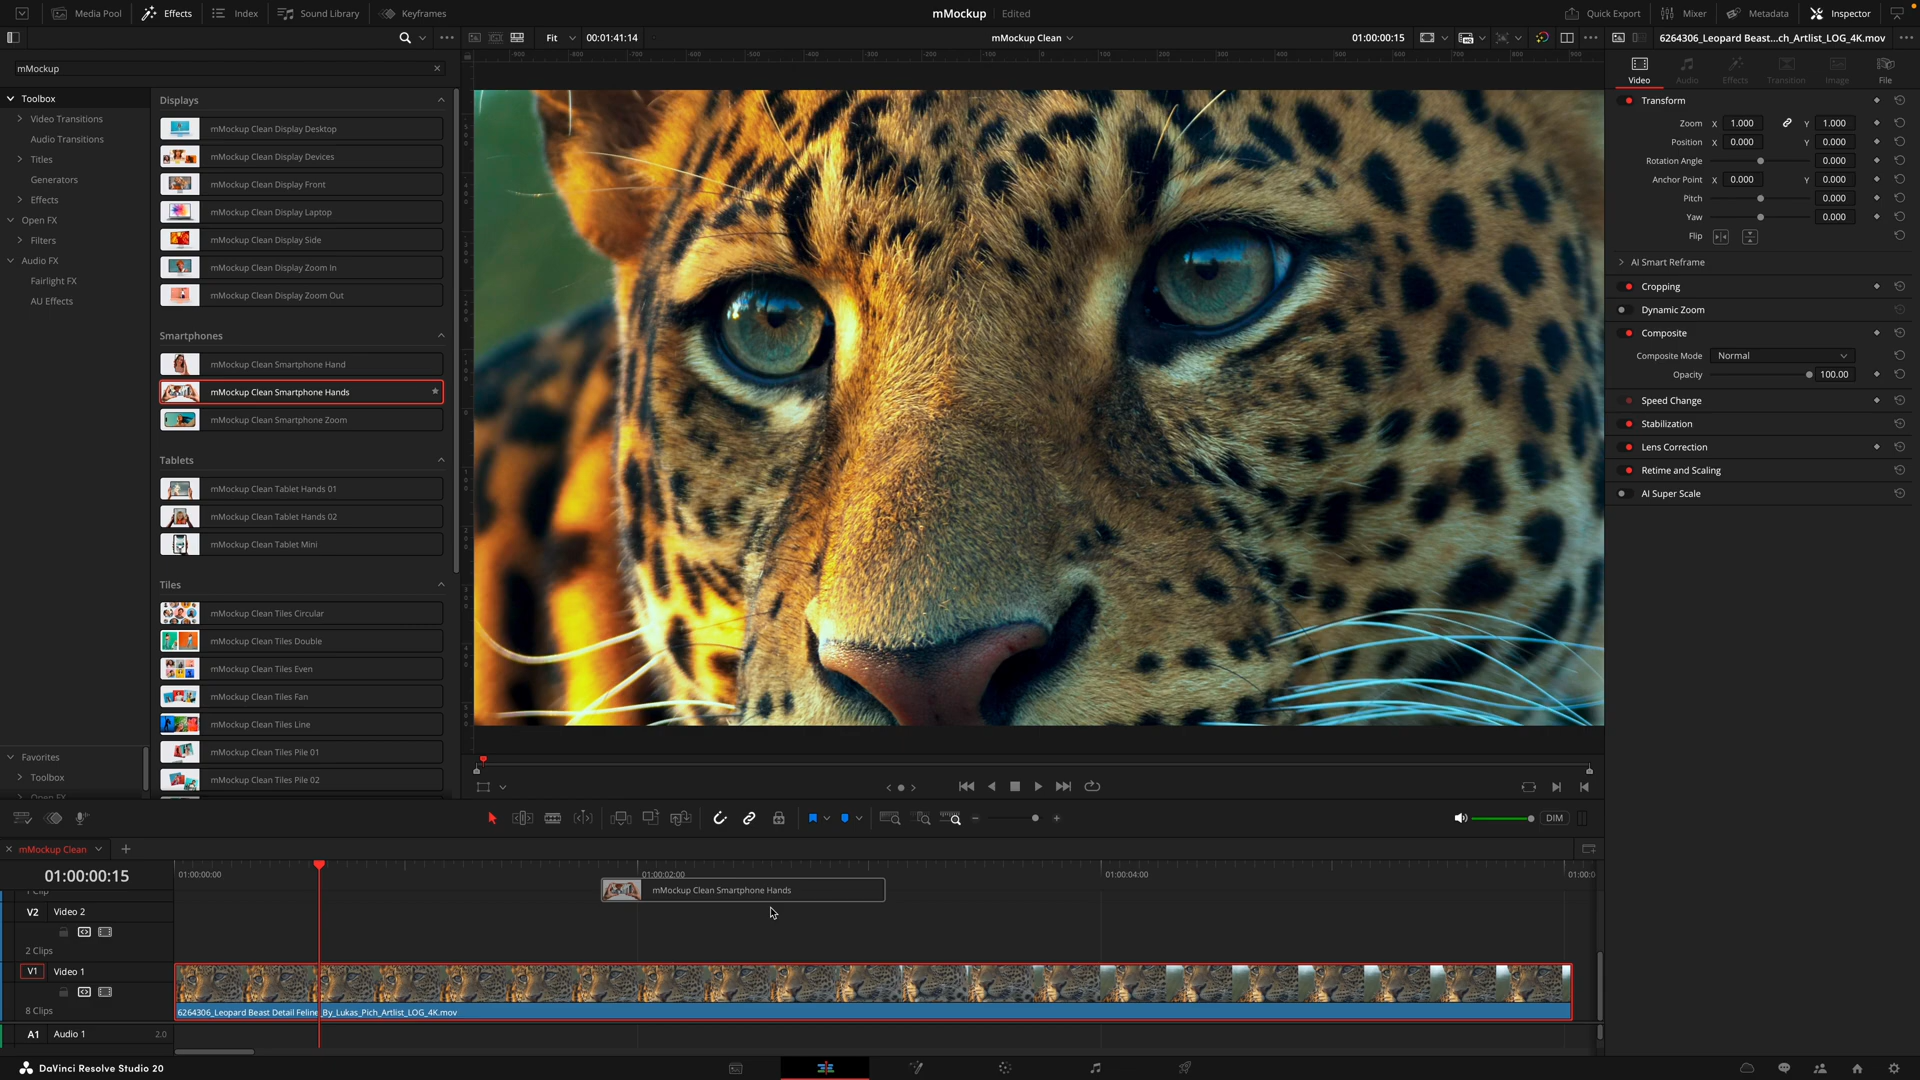 Media Pool
Effects
Index
Sound Library
Keyframes
mMockup
Edited
Quick Export
Mixer
Metadata
Inspector
Fit
00:01:41:14
mMockup Clean
01:00:00:15
6264306_Leopard Beast...ch_Artlist_LOG_4K.mov
mMockup
Toolbox
Video Transitions
Audio Transitions
Titles
Generators
Effects
Open FX
Filters
Audio FX
Fairlight FX
AU Effects
Favorites
Toolbox
Open FX
Displays
mMockup Clean Display Desktop
mMockup Clean Display Devices
mMockup Clean Display Front
mMockup Clean Display Laptop
mMockup Clean Display Side
mMockup Clean Display Zoom In
mMockup Clean Display Zoom Out
Smartphones
mMockup Clean Smartphone Hand
mMockup Clean Smartphone Hands
mMockup Clean Smartphone Zoom
Tablets
mMockup Clean Tablet Hands 01
mMockup Clean Tablet Hands 02
mMockup Clean Tablet Mini
Tiles
mMockup Clean Tiles Circular
mMockup Clean Tiles Double
mMockup Clean Tiles Even
mMockup Clean Tiles Fan
mMockup Clean Tiles Line
mMockup Clean Tiles Pile 01
mMockup Clean Tiles Pile 02
Video
Audio
Effects
Transition
Image
File
Transform
Zoom X 1.000 Y 1.000
Position X 0.000 Y 0.000
Rotation Angle 0.000
Anchor Point X 0.000 Y 0.000
Pitch 0.000
Yaw 0.000
Flip
AI Smart Reframe
Cropping
Dynamic Zoom
Composite
Composite Mode Normal
Opacity 100.00
Speed Change
Stabilization
Lens Correction
Retime and Scaling
AI Super Scale
DIM
mMockup Clean
01:00:00:15
01:00:00:00
01:00:02:00
01:00:04:00
01:00:0
1 Clip
mMockup Clean Smartphone Hands
V2 Video 2
2 Clips
V1 Video 1
8 Clips
6264306_Leopard Beast Detail Feline_By_Lukas_Pich_Artlist_LOG_4K.mov
A1 Audio 1 2.0
DaVinci Resolve Studio 20